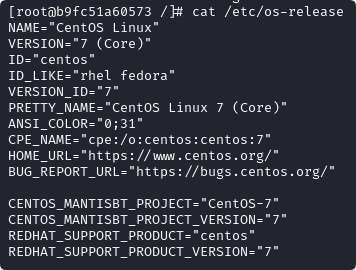 [root@b9fc51a60573 /]# cat /etc/os-release
NAME="CentOS Linux"
VERSION="7 (Core)"
ID="centos"
ID_LIKE="rhel fedora"
VERSION_ID="7"
PRETTY_NAME="CentOS Linux 7 (Core)"
ANSI_COLOR="0;31"
CPE_NAME="cpe:/o:centos:centos:7"
HOME_URL="https://www.centos.org/"
BUG_REPORT_URL="https://bugs.centos.org/"

CENTOS_MANTISBT_PROJECT="CentOS-7"
CENTOS_MANTISBT_PROJECT_VERSION="7"
REDHAT_SUPPORT_PRODUCT="centos"
REDHAT_SUPPORT_PRODUCT_VERSION="7"